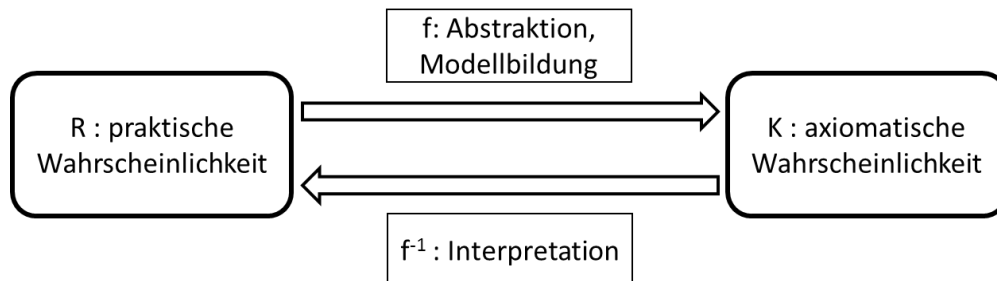 f: Abstraktion,
Modellbildung
R : praktische
Wahrscheinlichkeit
K : axiomatische
Wahrscheinlichkeit
f⁻¹ : Interpretation